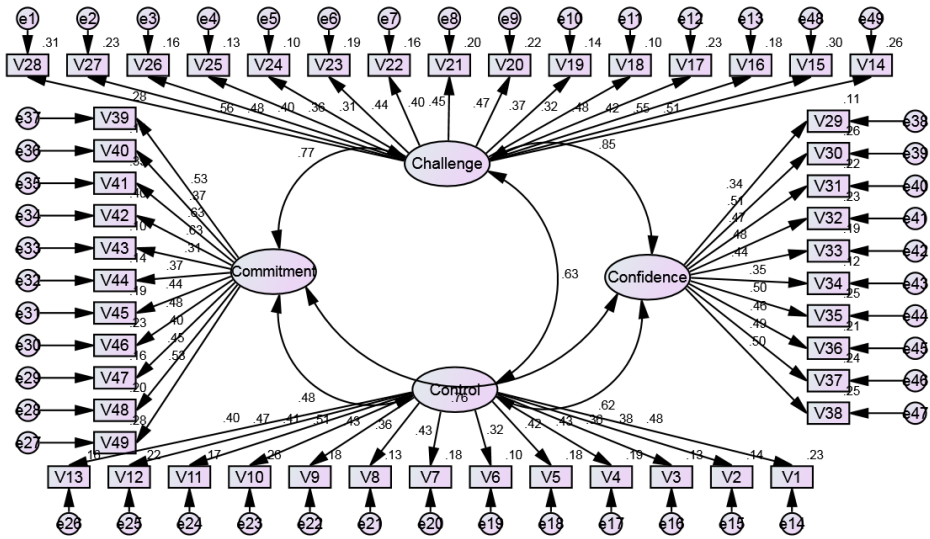 e1 e2 e3 e4 e5 e6 e7 e8 e9 e10 e11 e12 e13 e48 e49
.31 .23 .16 .13 .10 .19 .16 .20 .22 .14 .10 .23 .18 .30 .26
V28 V27 V26 V25 V24 V23 V22 V21 V20 V19 V18 V17 V16 V15 V14
.28 .56 .48 .40 .36 .31 .44 .40 .45 .47 .37 .32 .48 .42 .55 .51
.77 Challenge .85
e37 V39
e36 V40
e35 V41
e34 V42
e33 V43
e32 V44
e31 V45
e30 V46
e29 V47
e28 V48
e27 V49
.40
.10
.14
.19
.23
.16
.20
.28
.53
.37
.63
.63
.31
.37
.44
.48
.40
.45
.53
Commitment
.63
Confidence
.34
.51
.47
.48
.44
.35
.50
.46
.49
.50
.11
V29 e38
.26
V30 e39
.22
V31 e40
.23
V32 e41
.19
V33 e42
.12
V34 e43
.25
V35 e44
.21
V36 e45
.24
V37 e46
.25
V38 e47
Control
.48 .76 .62
.40 .47 .41 .51 .43 .36 .43 .32 .42 .43 .36 .38 .48
.16 .22 .17 .26 .18 .13 .18 .10 .18 .19 .13 .14 .23
V13 V12 V11 V10 V9 V8 V7 V6 V5 V4 V3 V2 V1
e26 e25 e24 e23 e22 e21 e20 e19 e18 e17 e16 e15 e14